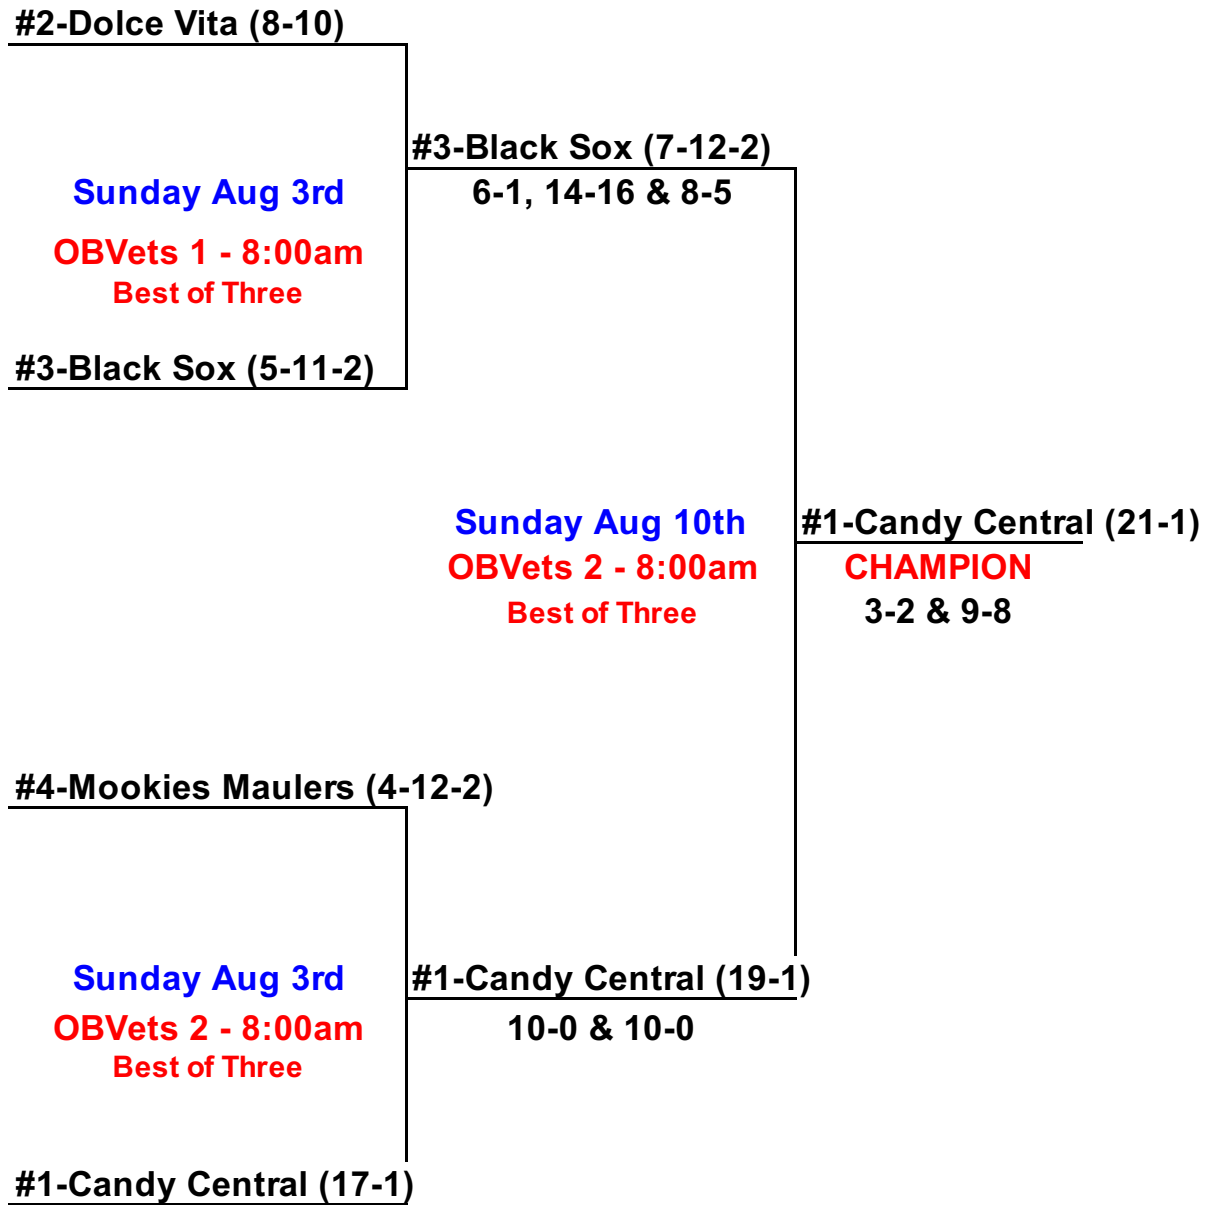 #2-Dolce Vita (8-10)
#3-Black Sox (7-12-2)
Sunday Aug 3rd
6-1, 14-16 & 8-5
OBVets 1 - 8:00am
Best of Three
#3-Black Sox (5-11-2)
Sunday Aug 10th
#1-Candy Central (21-1)
OBVets 2 - 8:00am
CHAMPION
Best of Three
3-2 & 9-8
#4-Mookies Maulers (4-12-2)
Sunday Aug 3rd
#1-Candy Central (19-1)
OBVets 2 - 8:00am
10-0 & 10-0
Best of Three
#1-Candy Central (17-1)